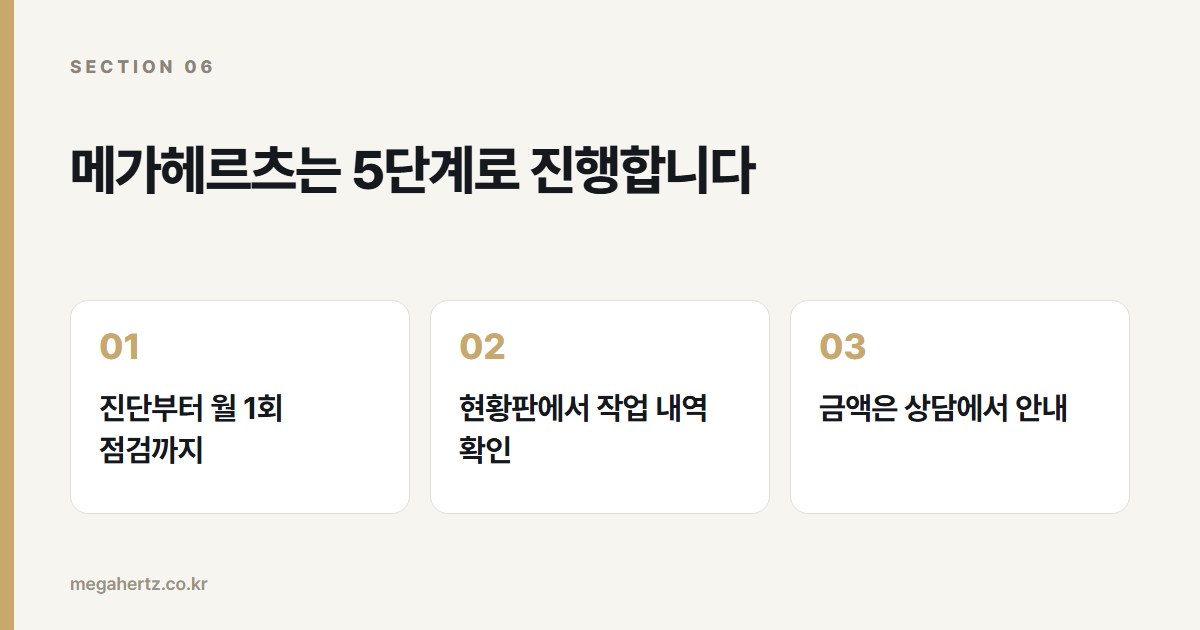 SECTION 06
메가헤르츠는 5단계로 진행합니다
01
진단부터 월 1회
점검까지
02
현황판에서 작업 내역
확인
03
금액은 상담에서 안내
megahertz.co.kr